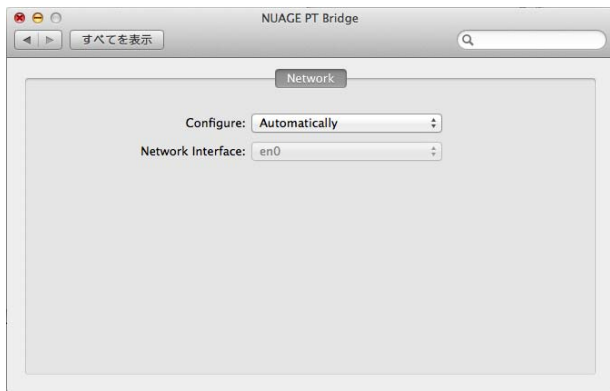 NUAGE PT Bridge
すべてを表示
Network
Configure: Automatically
Network Interface: en0